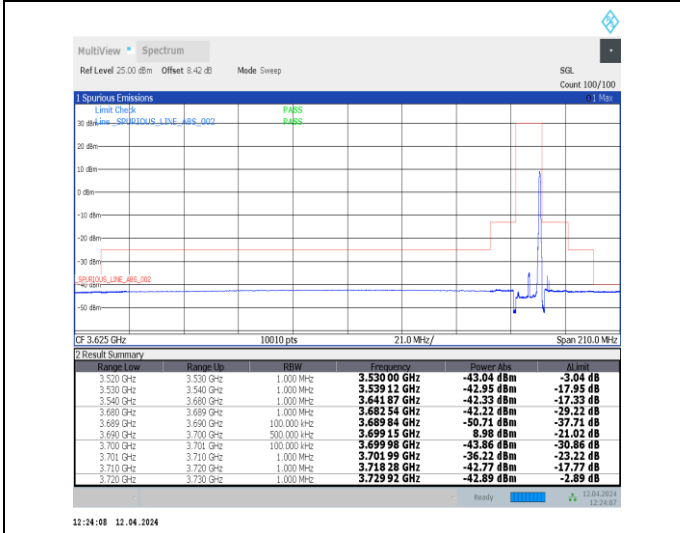 MultiView Spectrum
Ref Level 25.00 dBm Offset 8.42 dB Mode Sweep SGL
Count 100/100
1 Spurious Emissions 1 Max
Limit Check PASS
30 dBm Line _SPURIOUS_LINE_ABS_002 PASS
20 dBm
10 dBm
0 dBm
-10 dBm
-20 dBm
-30 dBm
_SPURIOUS_LINE_ABS_002
-40 dBm
-50 dBm
CF 3.625 GHz 10010 pts 21.0 MHz/ Span 210.0 MHz
2 Result Summary
Range Low Range Up RBW Frequency Power Abs ΔLimit
3.520 GHz 3.530 GHz 1.000 MHz 3.530 00 GHz -43.04 dBm -3.04 dB
3.530 GHz 3.540 GHz 1.000 MHz 3.539 12 GHz -42.95 dBm -17.95 dB
3.540 GHz 3.680 GHz 1.000 MHz 3.641 87 GHz -42.33 dBm -17.33 dB
3.680 GHz 3.689 GHz 1.000 MHz 3.682 54 GHz -42.22 dBm -29.22 dB
3.689 GHz 3.690 GHz 100.000 kHz 3.689 84 GHz -50.71 dBm -37.71 dB
3.690 GHz 3.700 GHz 500.000 kHz 3.699 15 GHz 8.98 dBm -21.02 dB
3.700 GHz 3.701 GHz 100.000 kHz 3.699 98 GHz -43.86 dBm -30.86 dB
3.701 GHz 3.710 GHz 1.000 MHz 3.701 99 GHz -36.22 dBm -23.22 dB
3.710 GHz 3.720 GHz 1.000 MHz 3.718 28 GHz -42.77 dBm -17.77 dB
3.720 GHz 3.730 GHz 1.000 MHz 3.729 92 GHz -42.89 dBm -2.89 dB
Ready 12.04.2024
12:24:07
12:24:08 12.04.2024